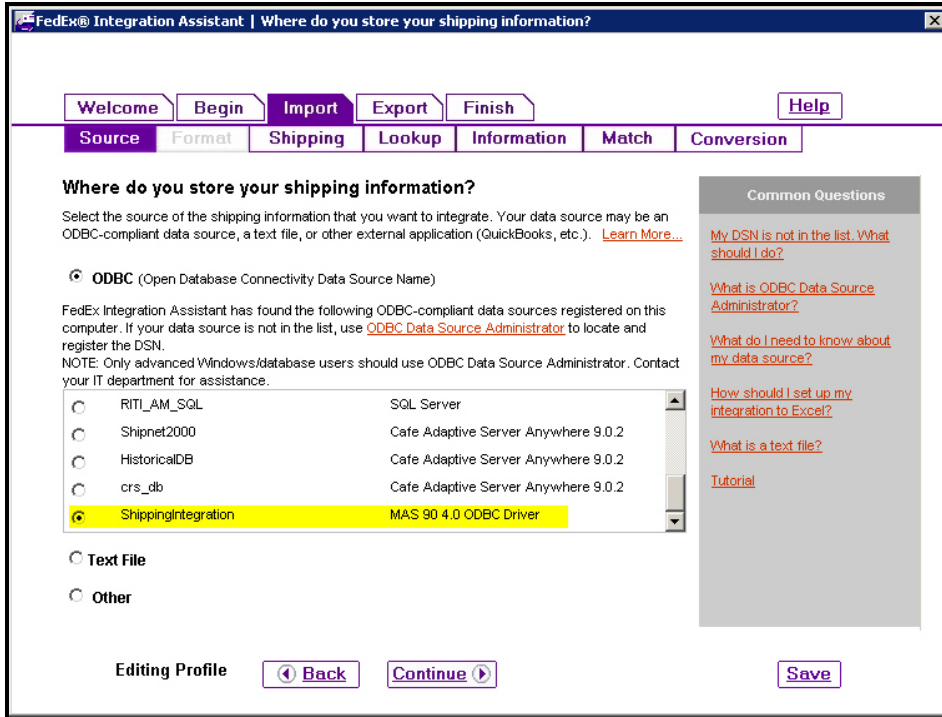 FedEx® Integration Assistant | Where do you store your shipping information?
Welcome Begin Import Export Finish Help
Source Format Shipping Lookup Information Match Conversion
Where do you store your shipping information?
Select the source of the shipping information that you want to integrate. Your data source may be an
ODBC-compliant data source, a text file, or other external application (QuickBooks, etc.). Learn More...
ODBC (Open Database Connectivity Data Source Name)
FedEx Integration Assistant has found the following ODBC-compliant data sources registered on this
computer. If your data source is not in the list, use ODBC Data Source Administrator to locate and
register the DSN.
NOTE: Only advanced Windows/database users should use ODBC Data Source Administrator. Contact
your IT department for assistance.
RITI_AM_SQL SQL Server
Shipnet2000 Cafe Adaptive Server Anywhere 9.0.2
HistoricalDB Cafe Adaptive Server Anywhere 9.0.2
crs_db Cafe Adaptive Server Anywhere 9.0.2
ShippingIntegration MAS 90 4.0 ODBC Driver
Text File
Other
Common Questions
My DSN is not in the list. What
should I do?
What is ODBC Data Source
Administrator?
What do I need to know about
my data source?
How should I set up my
integration to Excel?
What is a text file?
Tutorial
Editing Profile Back Continue Save